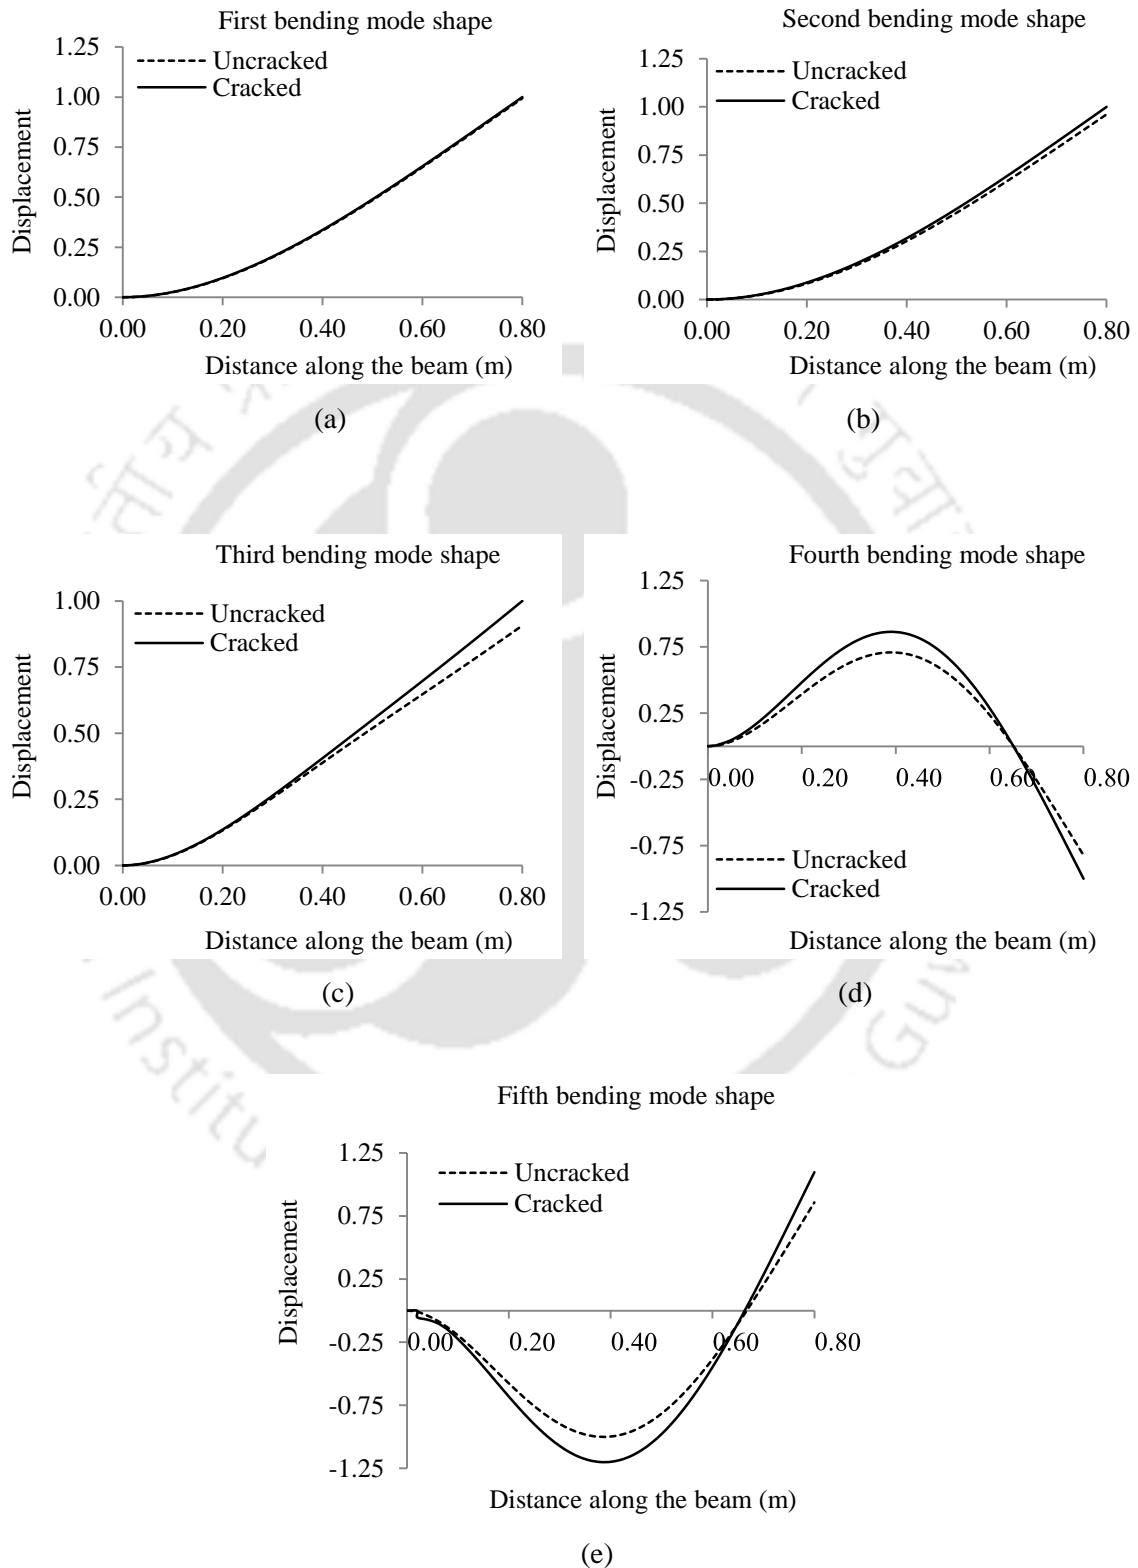 First bending mode shape
1.25
1.00
0.75
0.50
0.25
0.00
Displacement
Uncracked
Cracked
0.00 0.20 0.40 0.60 0.80
Distance along the beam (m)
(a)
Second bending mode shape
1.25
1.00
0.75
0.50
0.25
0.00
Displacement
Uncracked
Cracked
0.00 0.20 0.40 0.60 0.80
Distance along the beam (m)
(b)
Third bending mode shape
1.00
0.75
0.50
0.25
0.00
Displacement
Uncracked
Cracked
0.00 0.20 0.40 0.60 0.80
Distance along the beam (m)
(c)
Fourth bending mode shape
1.25
0.75
0.25
-0.25
-0.75
-1.25
Displacement
0.00 0.20 0.40 0.60 0.80
Uncracked
Cracked
Distance along the beam (m)
(d)
Institu
Fifth bending mode shape
1.25
0.75
0.25
-0.25
-0.75
-1.25
Displacement
Uncracked
Cracked
0.00 0.20 0.40 0.60 0.80
Distance along the beam (m)
(e)